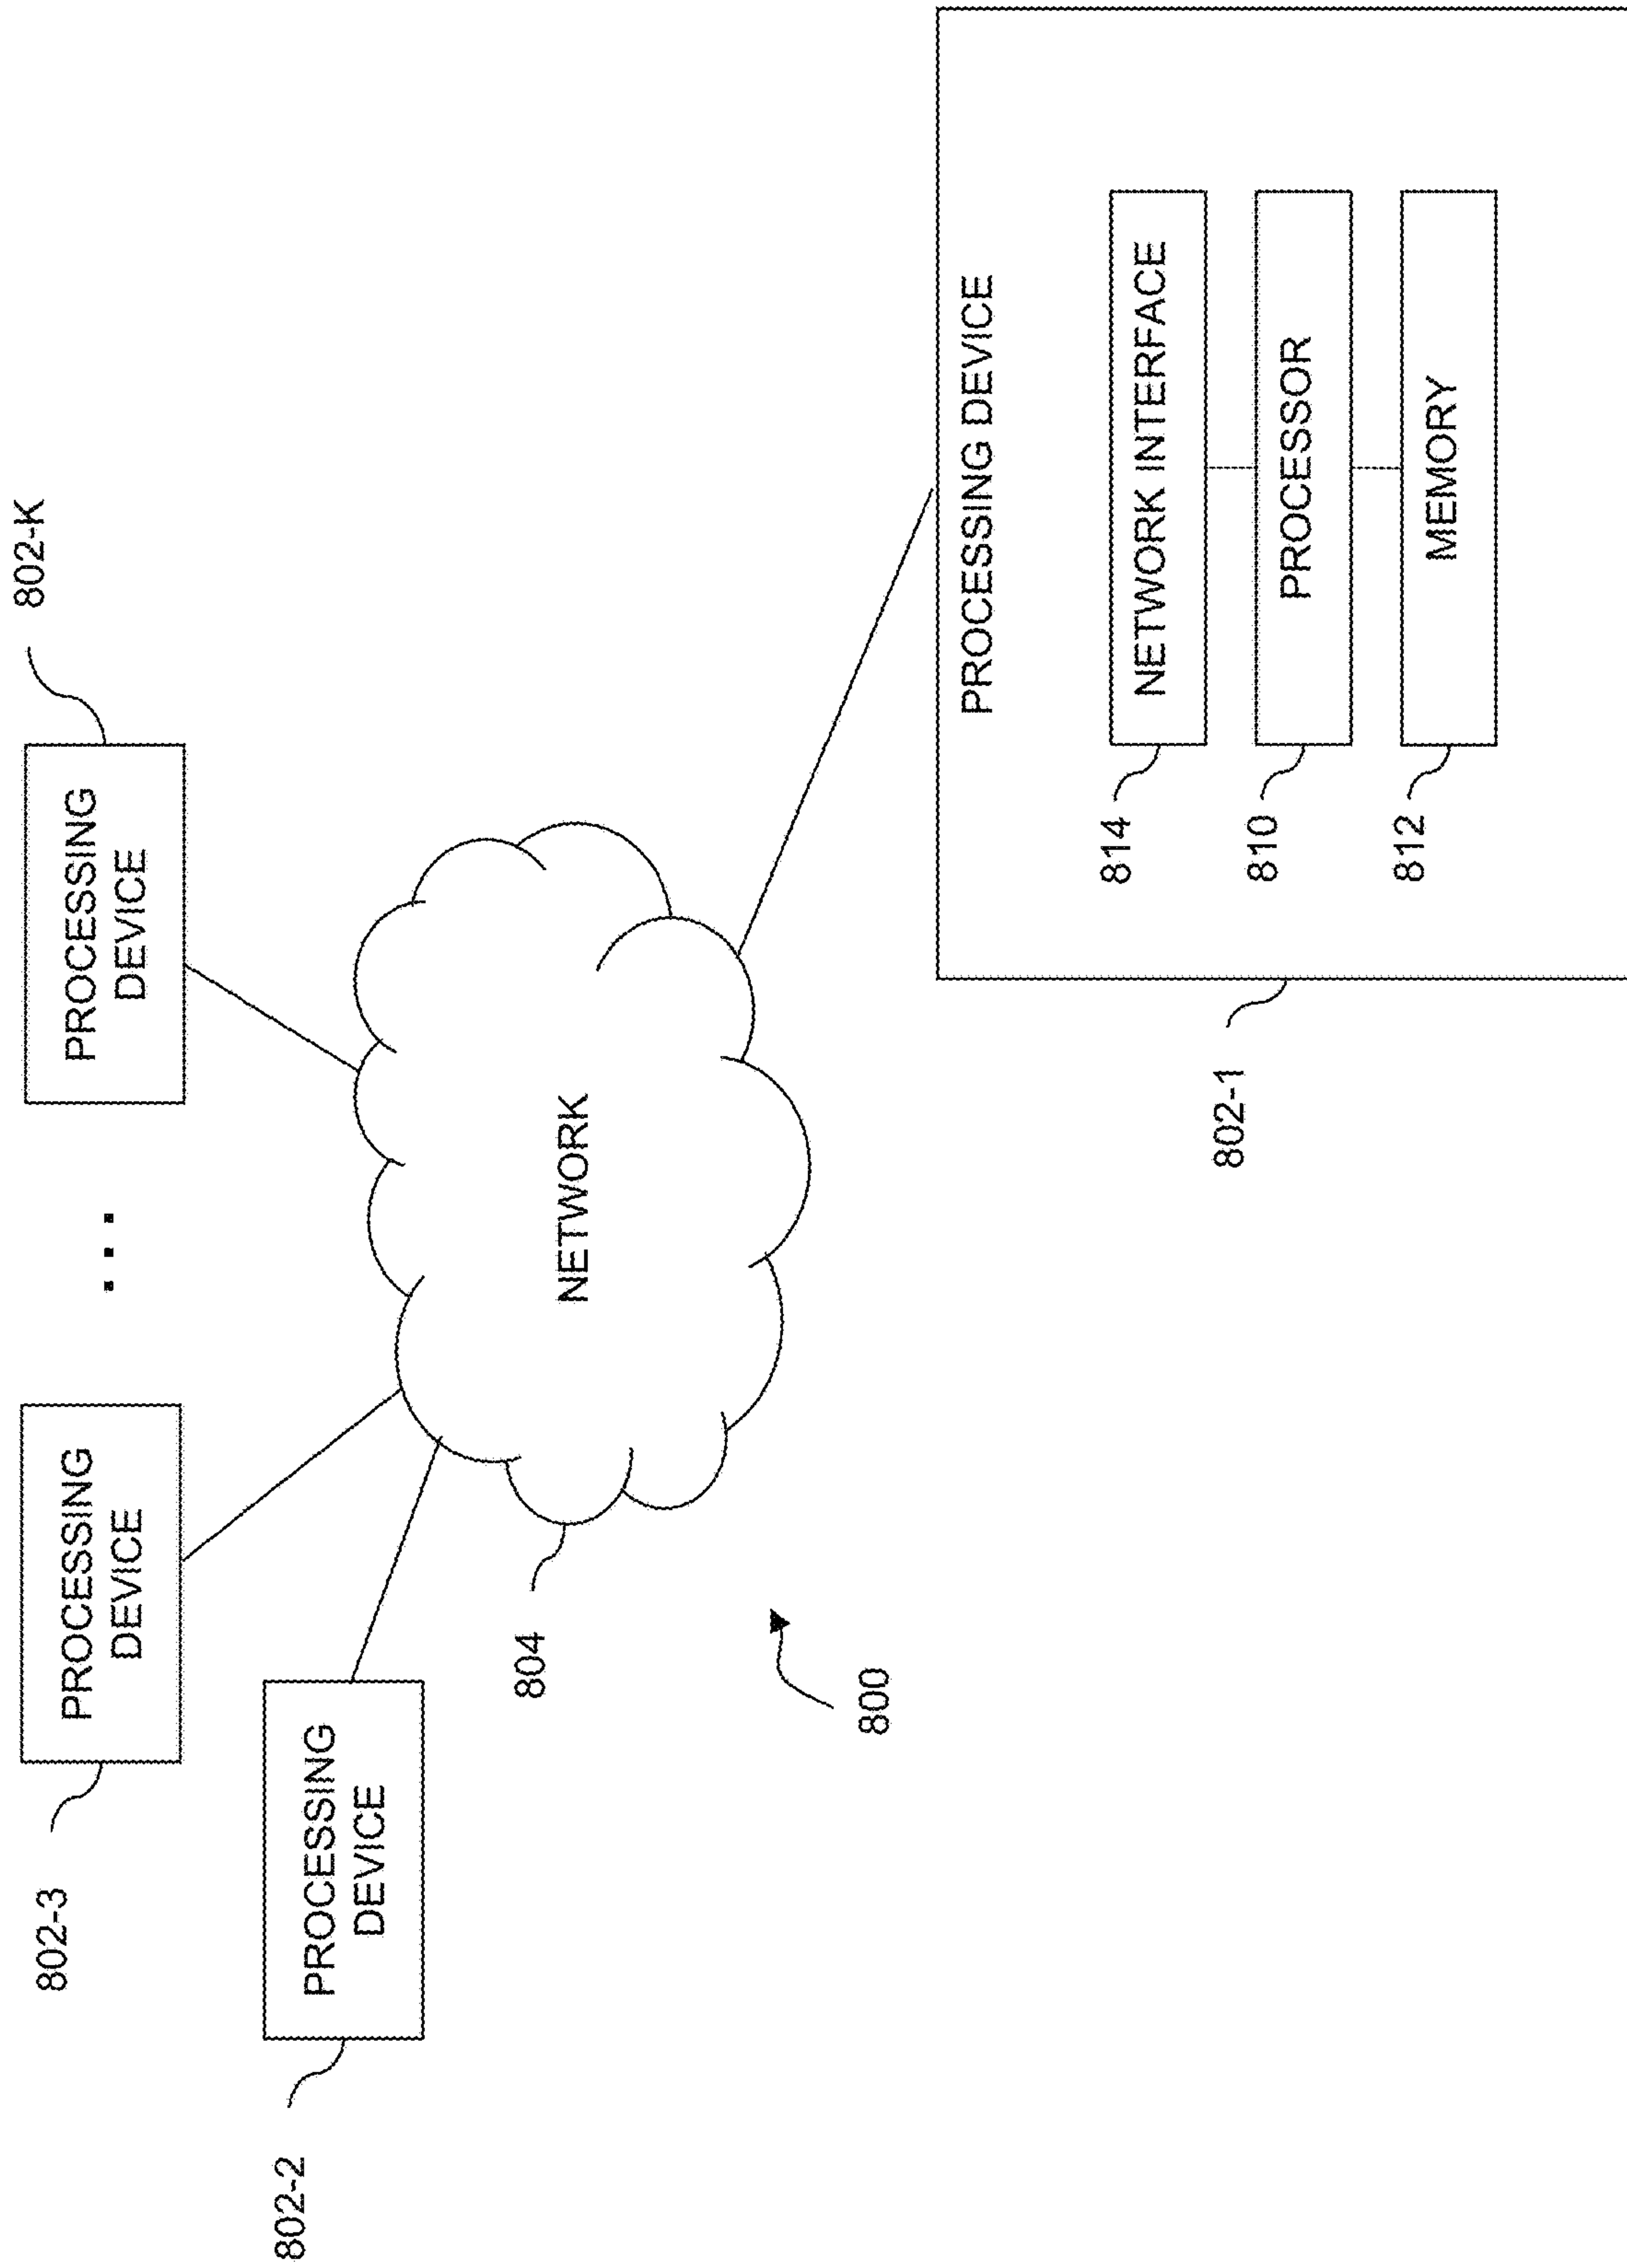 802-2
PROCESSING
DEVICE
802-3
PROCESSING
DEVICE
...
PROCESSING
DEVICE
802-K
804
NETWORK
800
802-1
PROCESSING DEVICE
814
NETWORK INTERFACE
810
PROCESSOR
812
MEMORY